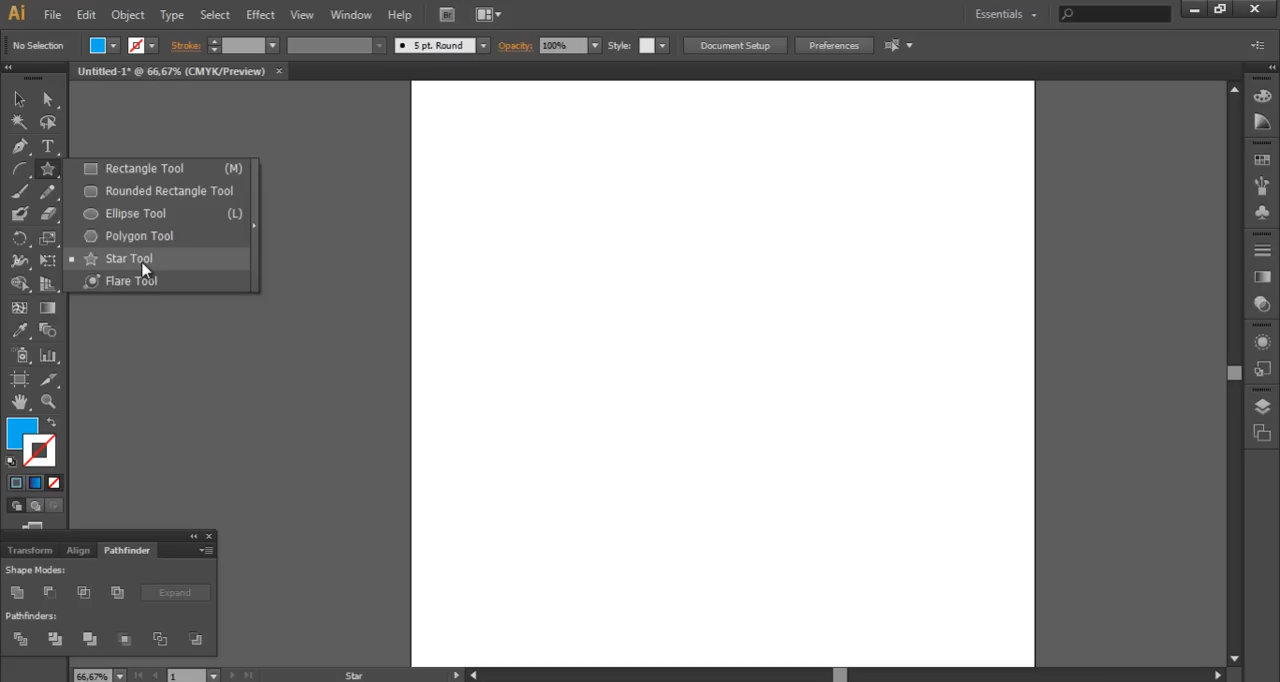 Ai File Edit Object Type Select Effect View Window Help Br Essentials
No Selection Stroke: 5 pt. Round Opacity: 100% Style: Document Setup Preferences
Untitled-1* @ 66,67% (CMYK/Preview) ×
T
Rectangle Tool (M)
Rounded Rectangle Tool
Ellipse Tool (L)
Polygon Tool
Star Tool
Flare Tool
Transform Align Pathfinder
Shape Modes:
Expand
Pathfinders:
66,67% 1 Star